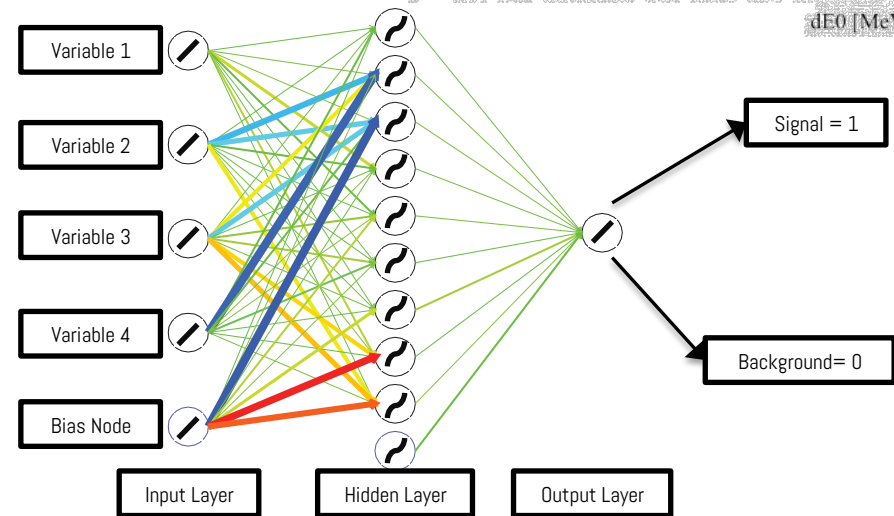 dE0 [MeV
Variable 1
Signal = 1
Variable 2
Variable 3
Variable 4
Background= 0
Bias Node
Input Layer
Hidden Layer
Output Layer